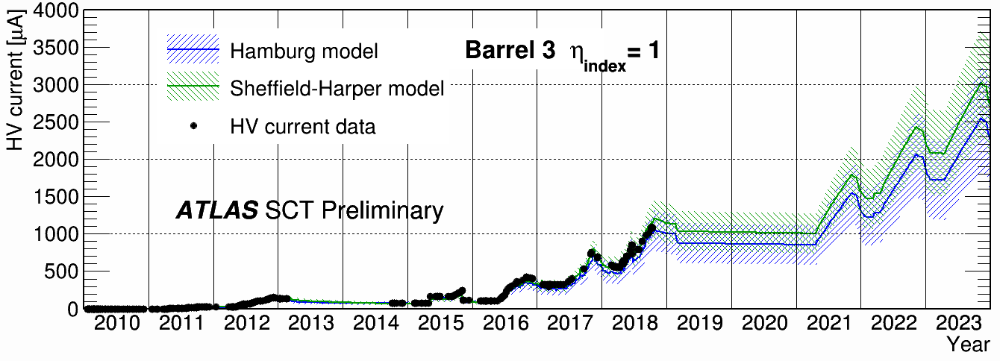 HV current [μA]
4000
3500
3000
2500
2000
1500
1000
500
0
Hamburg model
Sheffield-Harper model
HV current data
Barrel 3 ηindex= 1
ATLAS SCT Preliminary
2010 2011 2012 2013 2014 2015 2016 2017 2018 2019 2020 2021 2022 2023
Year